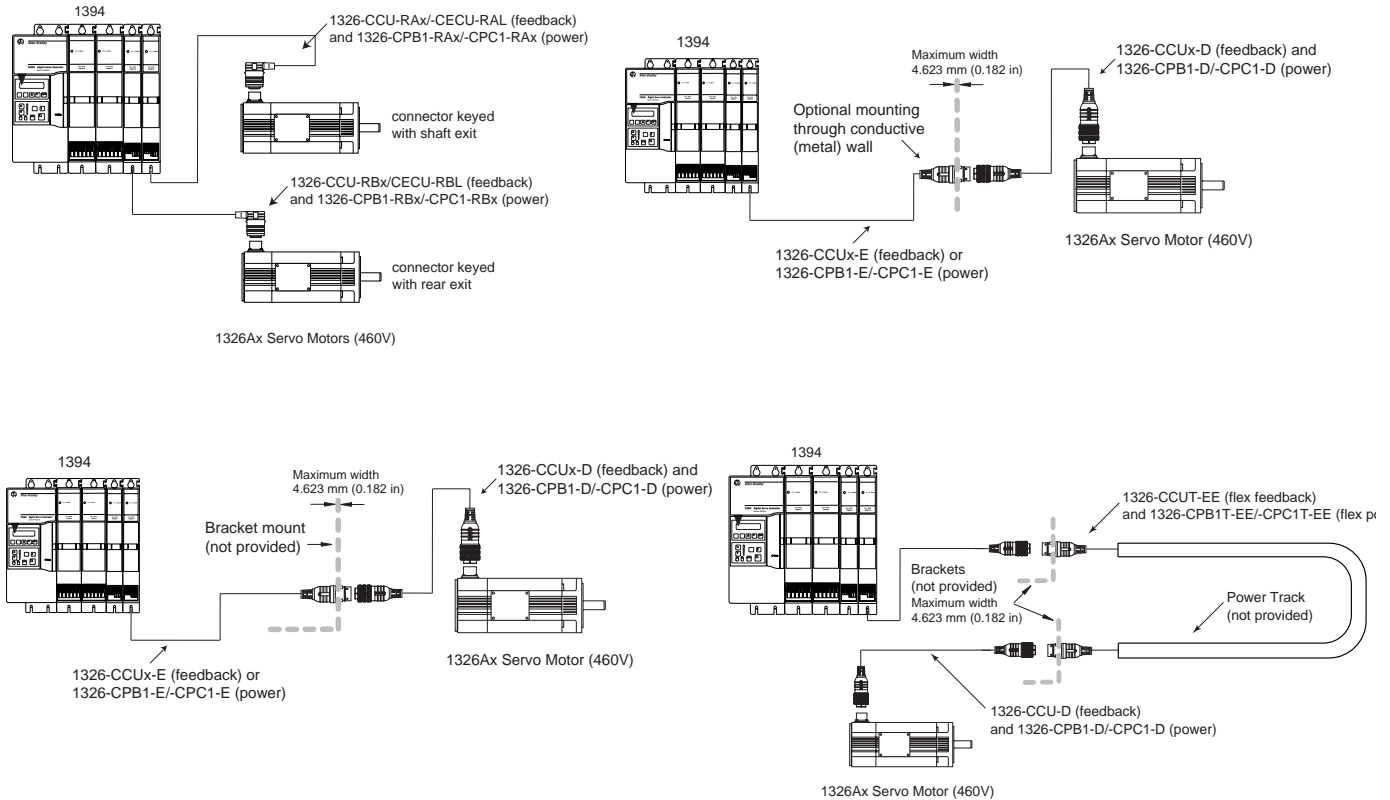 1394
1326-CCU-RAx/-CECU-RAL (feedback)
and 1326-CPB1-RAx/-CPC1-RAx (power)
connector keyed
with shaft exit
1326-CCU-RBx/CECU-RBL (feedback)
and 1326-CPB1-RBx/-CPC1-RBx (power)
connector keyed
with rear exit
1326Ax Servo Motors (460V)
1394
Maximum width
4.623 mm (0.182 in)
1326-CCUx-D (feedback) and
1326-CPB1-D/-CPC1-D (power)
Optional mounting
through conductive
(metal) wall
1326-CCUx-E (feedback) or
1326-CPB1-E/-CPC1-E (power)
1326Ax Servo Motor (460V)
1394
Maximum width
4.623 mm (0.182 in)
1326-CCUx-D (feedback) and
1326-CPB1-D/-CPC1-D (power)
Bracket mount
(not provided)
1326Ax Servo Motor (460V)
1326-CCUx-E (feedback) or
1326-CPB1-E/-CPC1-E (power)
1394
1326-CCUT-EE (flex feedback)
and 1326-CPB1T-EE/-CPC1T-EE (flex po
Brackets
(not provided)
Maximum width
4.623 mm (0.182 in)
Power Track
(not provided)
1326-CCU-D (feedback)
and 1326-CPB1-D/-CPC1-D (power)
1326Ax Servo Motor (460V)